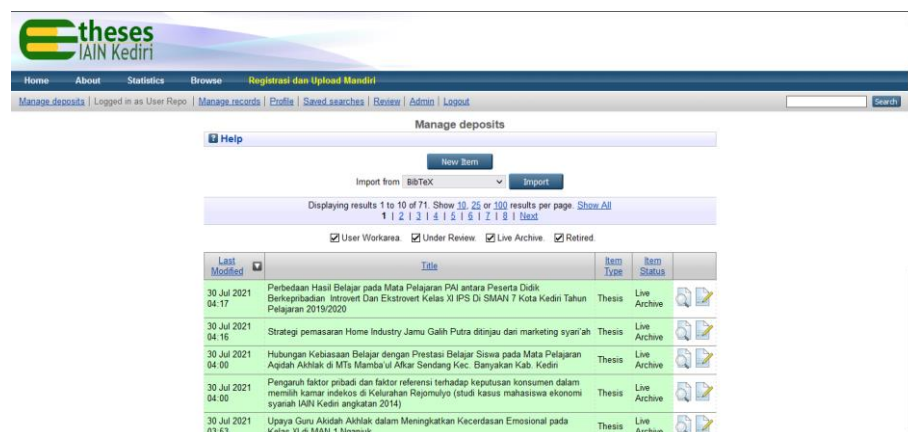 theses
IAIN Kediri
Home About Statistics Browse Registrasi dan Upload Mandiri
Manage deposits | Logged in as User Repo | Manage records | Profile | Saved searches | Review | Admin | Logout Search
Manage deposits
Help
New Item
Import from BibTeX Import
Displaying results 1 to 10 of 71. Show 10, 25 or 100 results per page. Show All
1 | 2 | 3 | 4 | 5 | 6 | 7 | 8 | Next
User Workarea. Under Review. Live Archive. Retired.
Last Modified Title Item Type Item Status
30 Jul 2021 04:17 Perbedaan Hasil Belajar pada Mata Pelajaran PAI antara Peserta Didik
Berkepribadian Introvert Dan Ekstrovert Kelas XI IPS Di SMAN 7 Kota Kediri Tahun
Pelajaran 2019/2020 Thesis Live Archive
30 Jul 2021 04:16 Strategi pemasaran Home Industry Jamu Galih Putra ditinjau dari marketing syari'ah Thesis Live Archive
30 Jul 2021 04:00 Hubungan Kebiasaan Belajar dengan Prestasi Belajar Siswa pada Mata Pelajaran
Aqidah Akhlak di MTs Mamba'ul Afkar Sendang Kec. Banyakan Kab. Kediri Thesis Live Archive
30 Jul 2021 04:00 Pengaruh faktor pribadi dan faktor referensi terhadap keputusan konsumen dalam
memilih kamar indekos di Kelurahan Rejomulyo (studi kasus mahasiswa ekonomi
syariah IAIN Kediri angkatan 2014) Thesis Live Archive
30 Jul 2021 Upaya Guru Akidah Akhlak dalam Meningkatkan Kecerdasan Emosional pada
Kelas XI di MAN 1 Nganjuk Thesis Live Archive